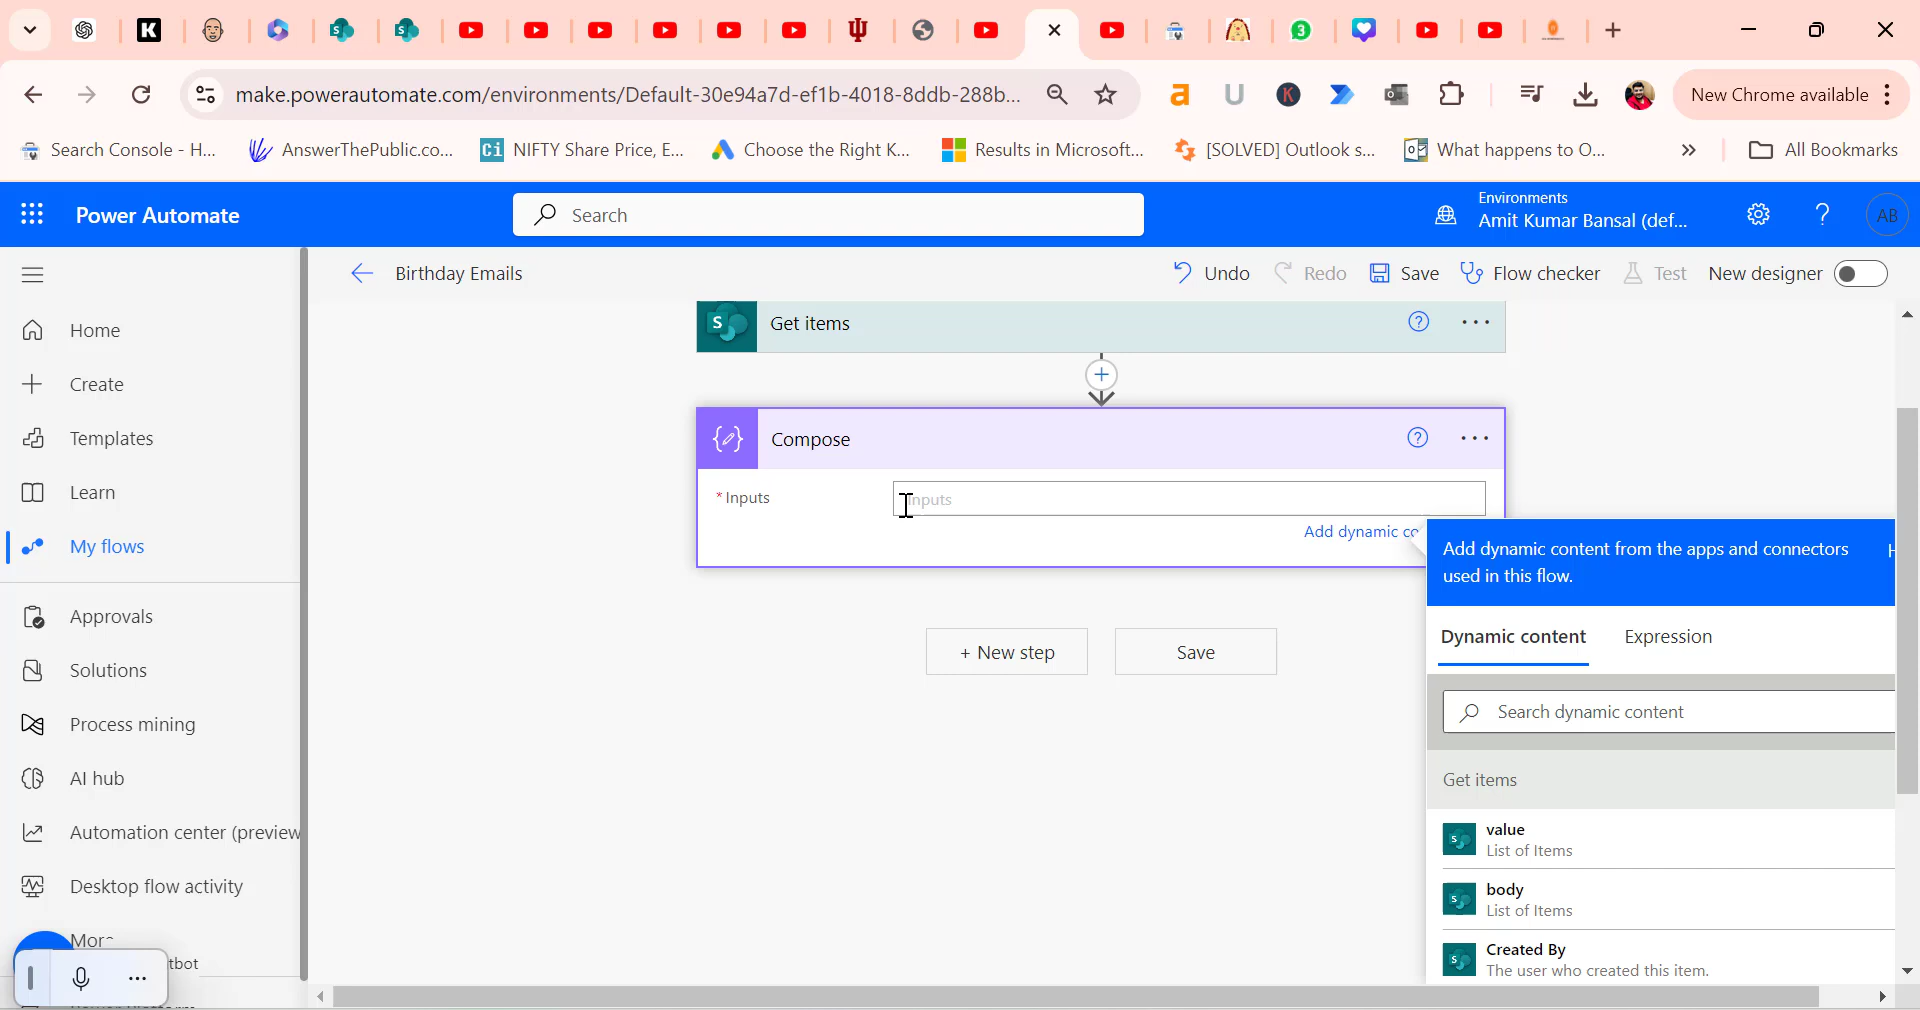 3
make.powerautomate.com/environments/Default-30e94a7d-ef1b-4018-8ddb-288b...
New Chrome available
Search Console - H...
AnswerThePublic.co...
NIFTY Share Price, E...
Choose the Right K...
Results in Microsoft...
[SOLVED] Outlook s...
What happens to O...
All Bookmarks
Power Automate
Search
Environments
Amit Kumar Bansal (def...
AB
Birthday Emails
Undo
Redo
Save
Flow checker
Test
New designer
Home
Create
Templates
Learn
My flows
Approvals
Solutions
Process mining
AI hub
Automation center (preview
Desktop flow activity
Get items
Compose
* Inputs
Inputs
Add dynamic co
+ New step
Save
Add dynamic content from the apps and connectors
used in this flow.
Dynamic content
Expression
Search dynamic content
Get items
value
List of Items
body
List of Items
Created By
The user who created this item.